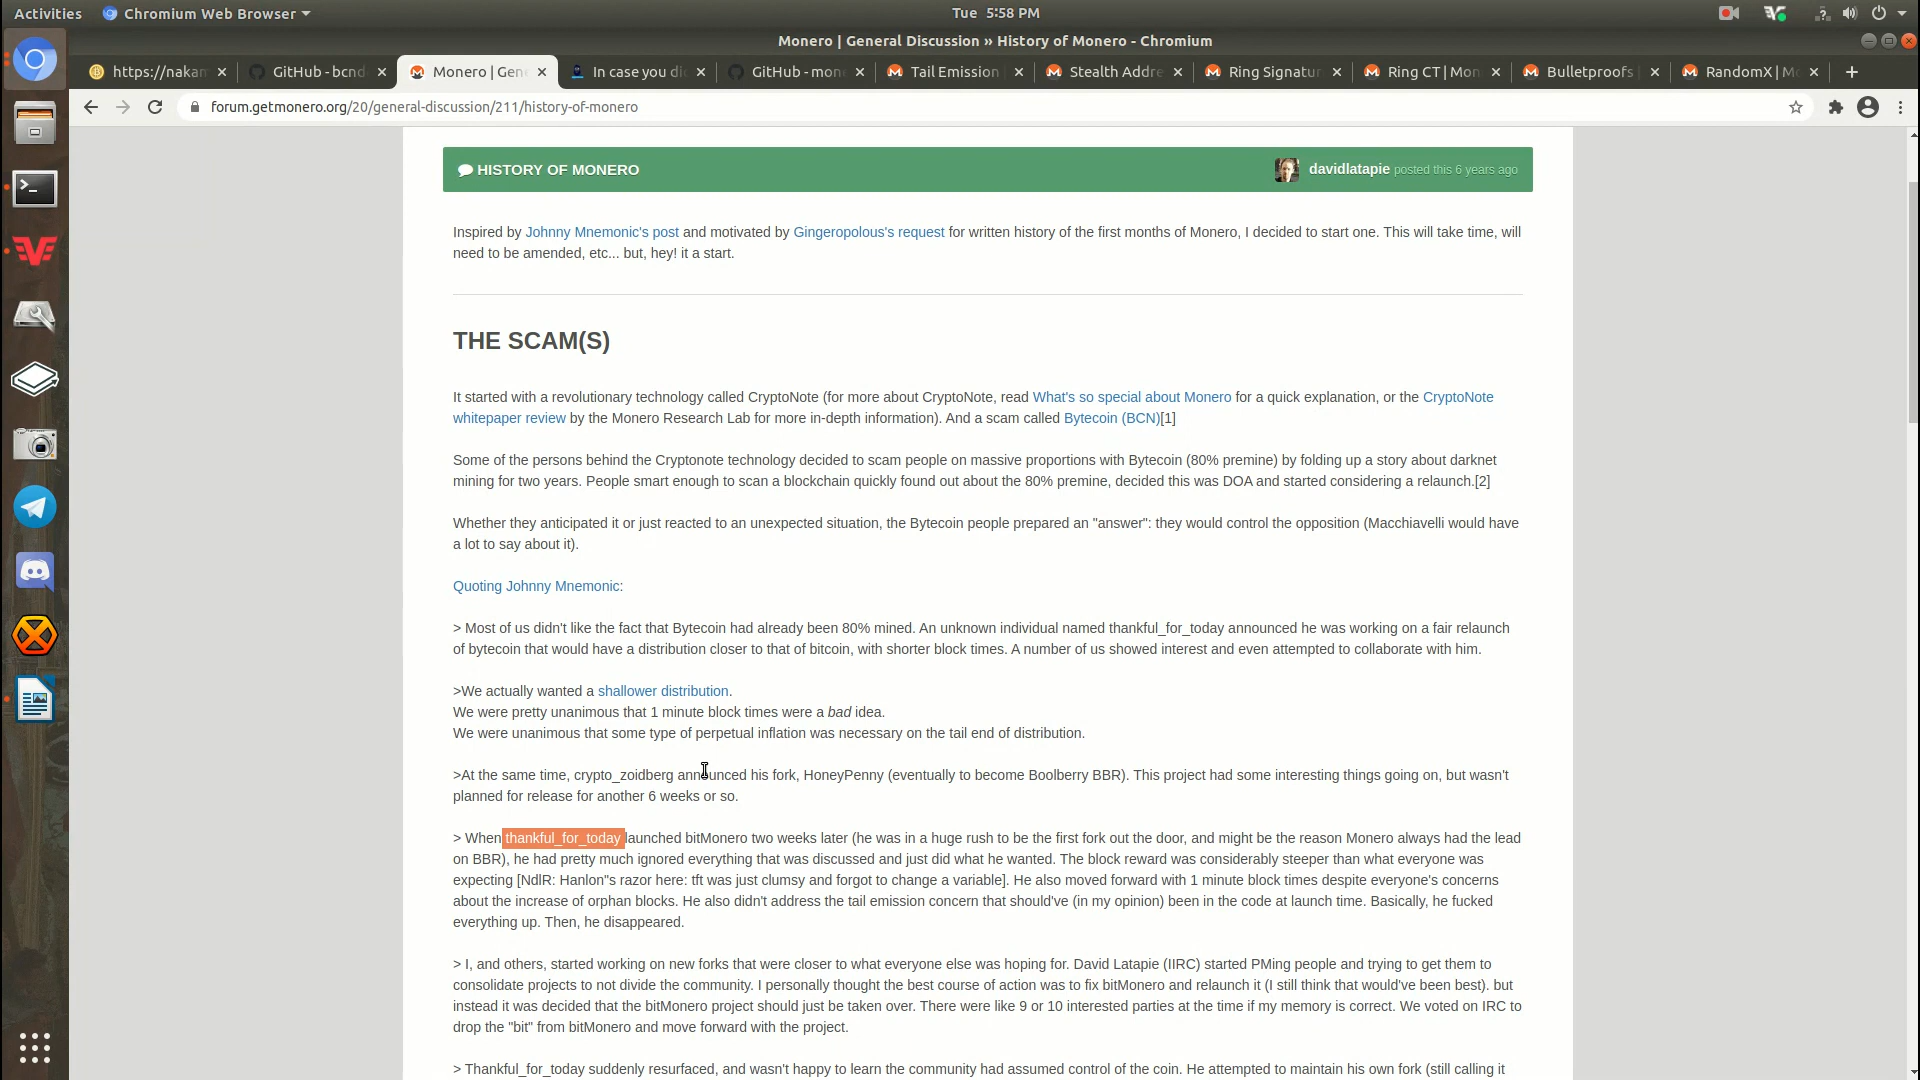 Activities
Chromium Web Browser
Tue 5:58 PM
Monero | General Discussion » History of Monero - Chromium
https://nakam
GitHub - bcnd
Monero | Gen
In case you di
GitHub - mon
Tail Emission
Stealth Addre
Ring Signatur
Ring CT | Mon
Bulletproofs |
RandomX | Mo
forum.getmonero.org/20/general-discussion/211/history-of-monero
HISTORY OF MONERO
davidlatapie posted this 6 years ago
Inspired by Johnny Mnemonic's post and motivated by Gingeropolous's request for written history of the first months of Monero, I decided to start one. This will take time, will
need to be amended, etc... but, hey! it a start.
THE SCAM(S)
It started with a revolutionary technology called CryptoNote (for more about CryptoNote, read What's so special about Monero for a quick explanation, or the CryptoNote
whitepaper review by the Monero Research Lab for more in-depth information). And a scam called Bytecoin (BCN)[1]
Some of the persons behind the Cryptonote technology decided to scam people on massive proportions with Bytecoin (80% premine) by folding up a story about darknet
mining for two years. People smart enough to scan a blockchain quickly found out about the 80% premine, decided this was DOA and started considering a relaunch.[2]
Whether they anticipated it or just reacted to an unexpected situation, the Bytecoin people prepared an "answer": they would control the opposition (Macchiavelli would have
a lot to say about it).
Quoting Johnny Mnemonic:
> Most of us didn't like the fact that Bytecoin had already been 80% mined. An unknown individual named thankful_for_today announced he was working on a fair relaunch
of bytecoin that would have a distribution closer to that of bitcoin, with shorter block times. A number of us showed interest and even attempted to collaborate with him.
>We actually wanted a shallower distribution.
We were pretty unanimous that 1 minute block times were a bad idea.
We were unanimous that some type of perpetual inflation was necessary on the tail end of distribution.
>At the same time, crypto_zoidberg announced his fork, HoneyPenny (eventually to become Boolberry BBR). This project had some interesting things going on, but wasn't
planned for release for another 6 weeks or so.
> When thankful_for_today launched bitMonero two weeks later (he was in a huge rush to be the first fork out the door, and might be the reason Monero always had the lead
on BBR), he had pretty much ignored everything that was discussed and just did what he wanted. The block reward was considerably steeper than what everyone was
expecting [NdlR: Hanlon"s razor here: tft was just clumsy and forgot to change a variable]. He also moved forward with 1 minute block times despite everyone's concerns
about the increase of orphan blocks. He also didn't address the tail emission concern that should've (in my opinion) been in the code at launch time. Basically, he fucked
everything up. Then, he disappeared.
> I, and others, started working on new forks that were closer to what everyone else was hoping for. David Latapie (IIRC) started PMing people and trying to get them to
consolidate projects to not divide the community. I personally thought the best course of action was to fix bitMonero and relaunch it (I still think that would've been best). but
instead it was decided that the bitMonero project should just be taken over. There were like 9 or 10 interested parties at the time if my memory is correct. We voted on IRC to
drop the "bit" from bitMonero and move forward with the project.
> Thankful_for_today suddenly resurfaced, and wasn't happy to learn the community had assumed control of the coin. He attempted to maintain his own fork (still calling it